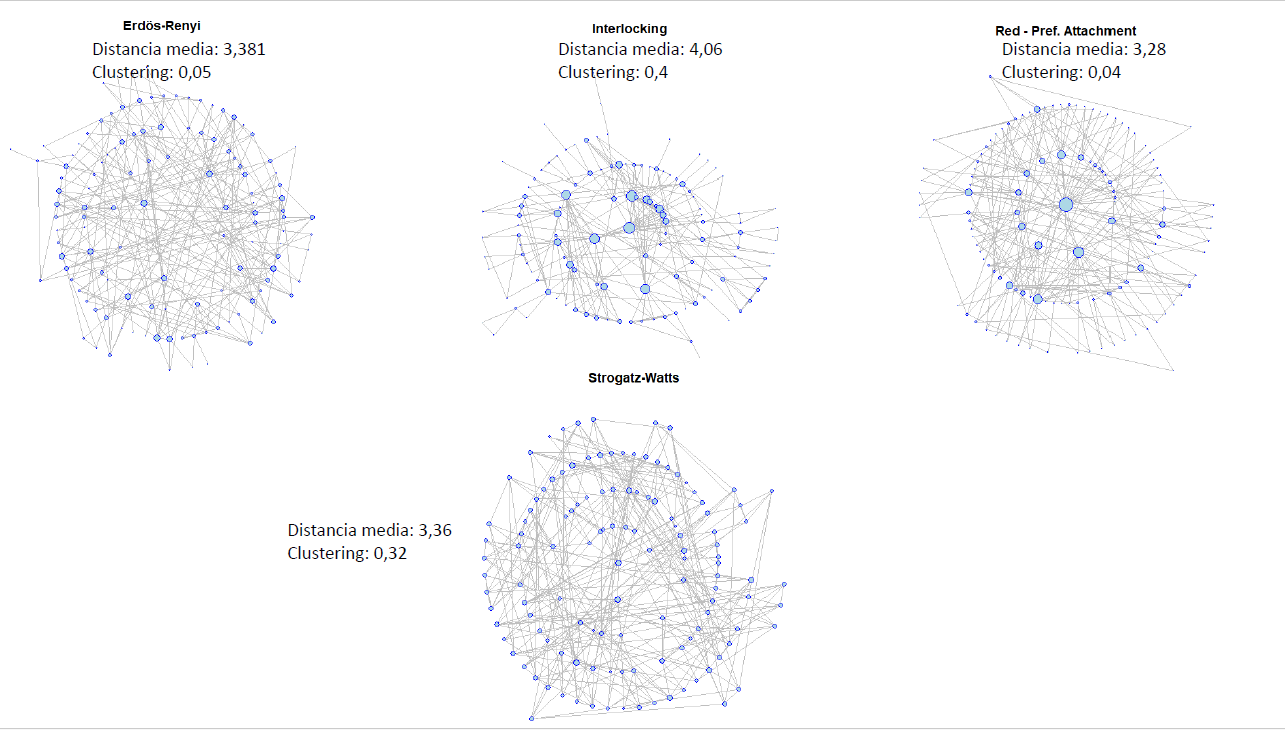 Erdös-Renyi
Distancia media: 3,381
Clustering: 0,05
Interlocking
Distancia media: 4,06
Clustering: 0,4
Red - Pref. Attachment
Distancia media: 3,28
Clustering: 0,04
Strogatz-Watts
Distancia media: 3,36
Clustering: 0,32